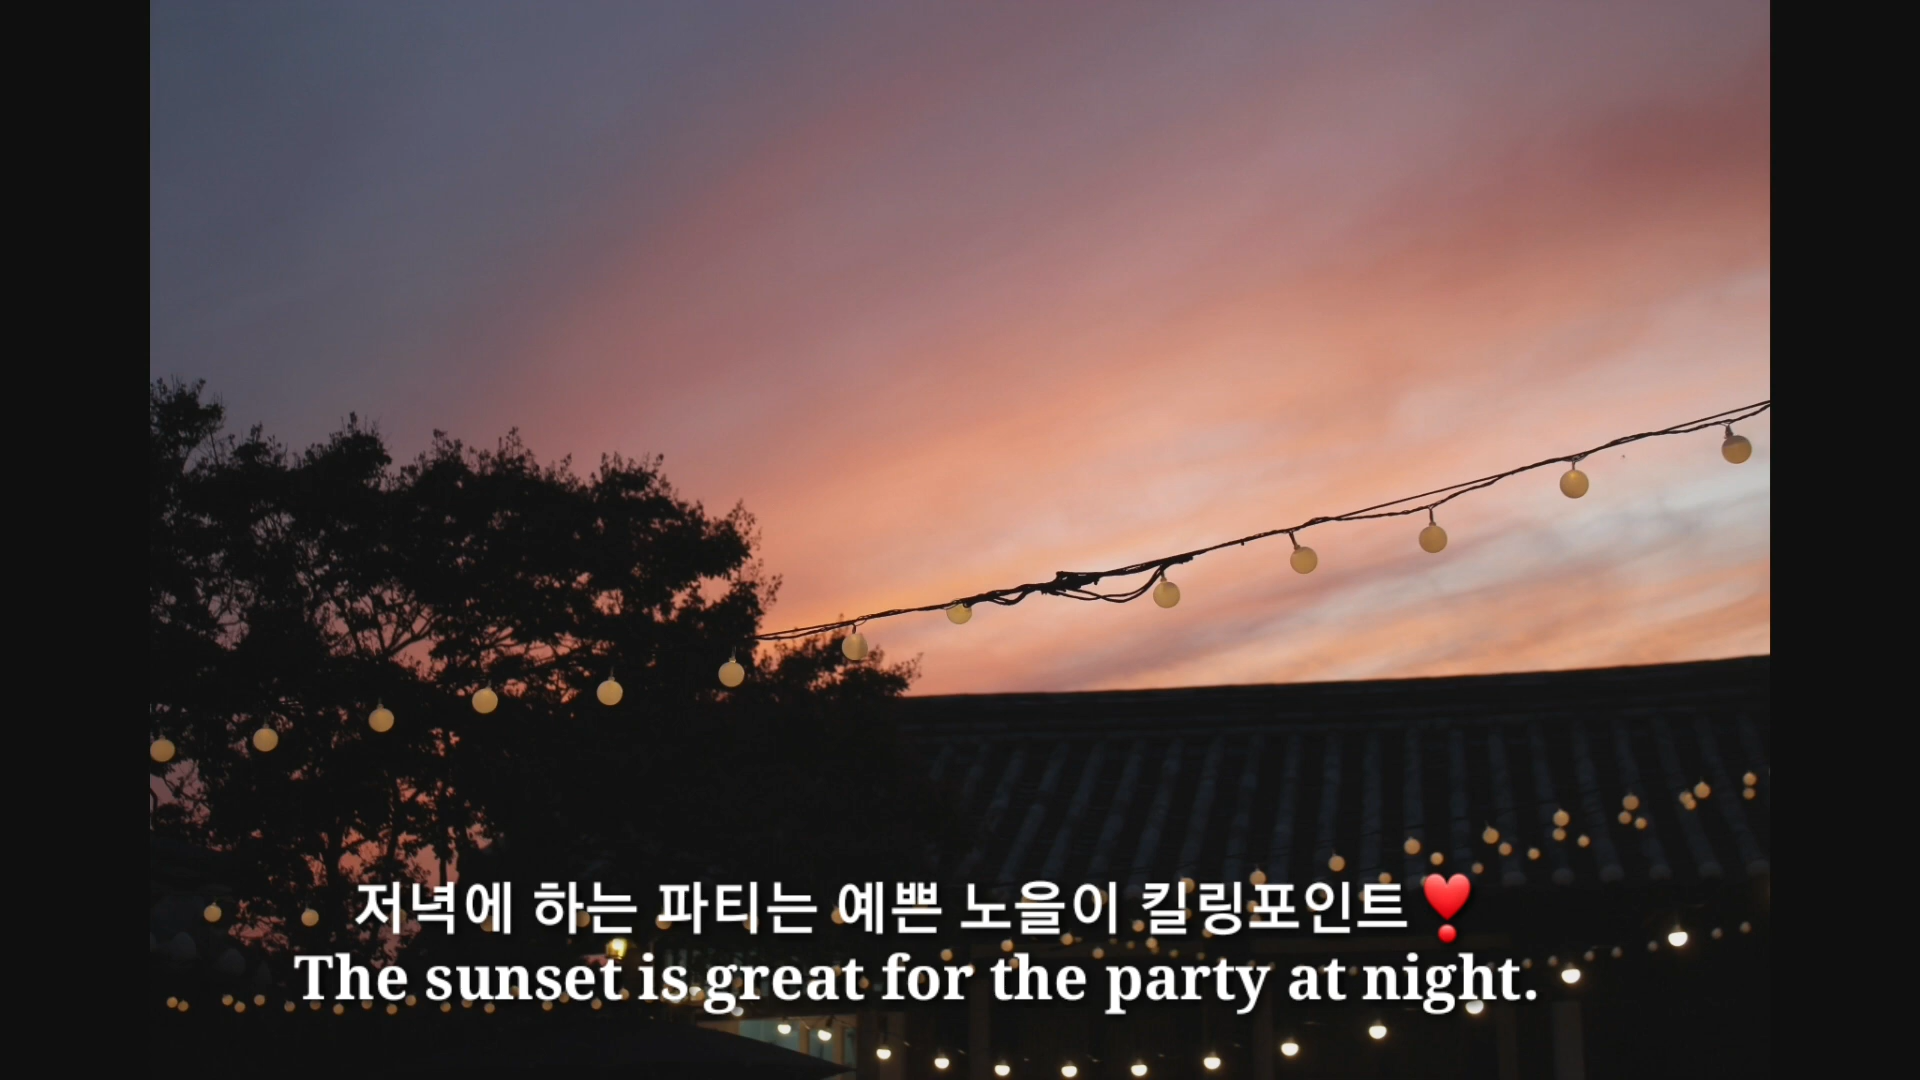 저녁에 하는 파티는 예쁜 노을이 킬링포인트❣️
The sunset is great for the party at night.